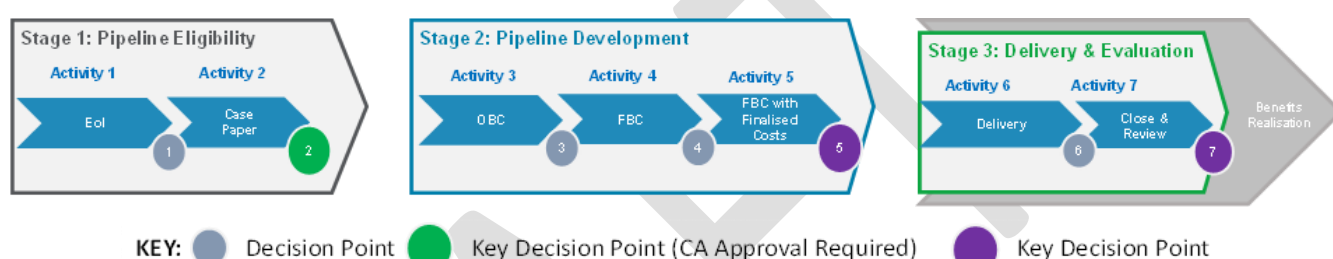 Stage 1: Pipeline Eligibility
Activity 1
Activity 2
EoI
Case
Paper
1
2
Stage 2: Pipeline Development
Activity 3
Activity 4
Activity 5
OBC
FBC
FBC with
Finalised
Costs
3
4
5
Stage 3: Delivery & Evaluation
Activity 6
Activity 7
Delivery
Close &
Review
6
7
Benefits
Realisation
KEY: Decision Point Key Decision Point (CA Approval Required) Key Decision Point